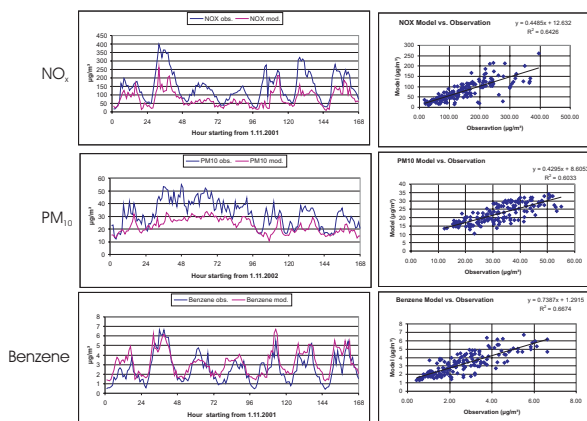 NOx
NOX obs. NOX mod.
µg/m³
450
400
350
300
250
200
150
100
50
0
0 24 48 72 96 120 144 168
Hour starting from 1.11.2001
NOX Model vs. Observation
y = 0.4485x + 12.632
R² = 0.6426
Model (µg/m³)
300
250
200
150
100
50
0
0.00 100.00 200.00 300.00 400.00 500.00
Obseravtion (µg/m³)
PM10
PM10 obs. PM10 mod.
µg/m³
60
50
40
30
20
10
0
0 24 48 72 96 120 144 168
Hour starting from 1.11.2002
PM10 Model vs. Observation
y = 0.4295x + 8.6053
R² = 0.6033
Model (µg/m³)
40
35
30
25
20
15
10
5
0
0.00 10.00 20.00 30.00 40.00 50.00 60.00
Observation (µg/m³)
Benzene
Benzene obs. Benzene mod.
µg/m³
8
7
6
5
4
3
2
1
0
0 24 48 72 96 120 144 168
Hour starting from 1.11.2001
Benzene Model vs. Observation
y = 0.7387x + 1.2915
R² = 0.6674
Model (µg/m³)
8
7
6
5
4
3
2
1
0
0.00 2.00 4.00 6.00 8.00
Observation (µg/m³)